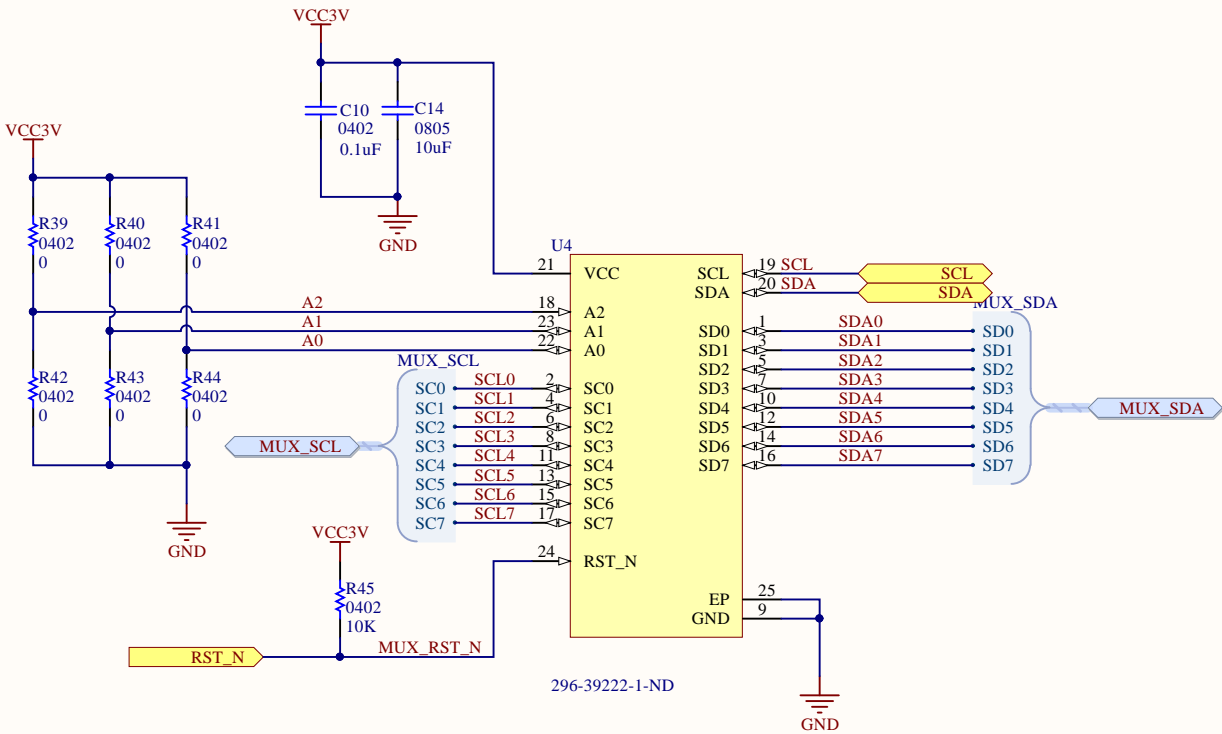 VCC3V
C10
0402
0.1uF
C14
0805
10uF
GND
VCC3V
R39
0402
0
R40
0402
0
R41
0402
0
A2
A1
A0
R42
0402
0
R43
0402
0
R44
0402
0
GND
U4
21 VCC
18 A2
23 A1
22 A0
MUX_SCL
MUX_SCL
SC0 SCL0 2 SC0
SC1 SCL1 4 SC1
SC2 SCL2 6 SC2
SC3 SCL3 8 SC3
SC4 SCL4 11 SC4
SC5 SCL5 13 SC5
SC6 SCL6 15 SC6
SC7 SCL7 17 SC7
24 RST_N
SCL 19 SCL SCL
SDA 20 SDA SDA
MUX_SDA
SD0 1 SDA0 SD0
SD1 3 SDA1 SD1
SD2 5 SDA2 SD2
SD3 7 SDA3 SD3
SD4 10 SDA4 SD4
SD5 12 SDA5 SD5
SD6 14 SDA6 SD6
SD7 16 SDA7 SD7
MUX_SDA
EP 25
GND 9
GND
296-39222-1-ND
VCC3V
R45
0402
10K
RST_N
MUX_RST_N